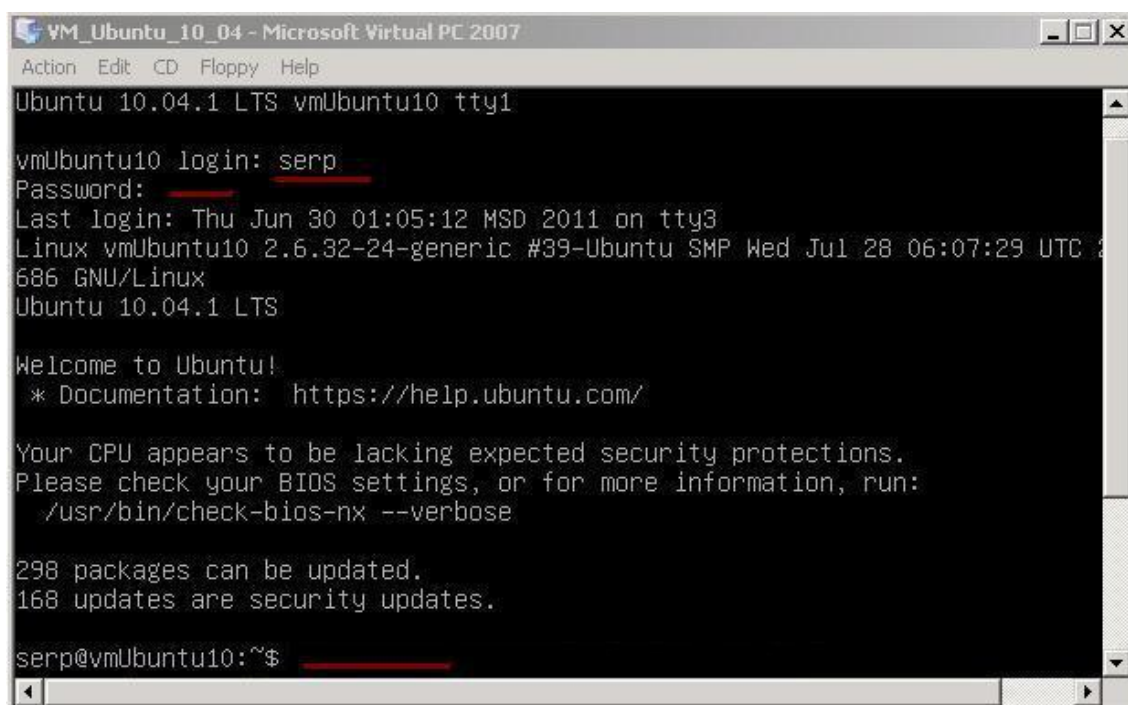 VM_Ubuntu_10_04 - Microsoft Virtual PC 2007
Action Edit CD Floppy Help
Ubuntu 10.04.1 LTS vmUbuntu10 tty1
vmUbuntu10 login: serp
Password:
Last login: Thu Jun 30 01:05:12 MSD 2011 on tty3
Linux vmUbuntu10 2.6.32-24-generic #39-Ubuntu SMP Wed Jul 28 06:07:29 UTC
686 GNU/Linux
Ubuntu 10.04.1 LTS
Welcome to Ubuntu!
* Documentation: https://help.ubuntu.com/
Your CPU appears to be lacking expected security protections.
Please check your BIOS settings, or for more information, run:
/usr/bin/check-bios-nx --verbose
298 packages can be updated.
168 updates are security updates.
serp@vmUbuntu10:~$